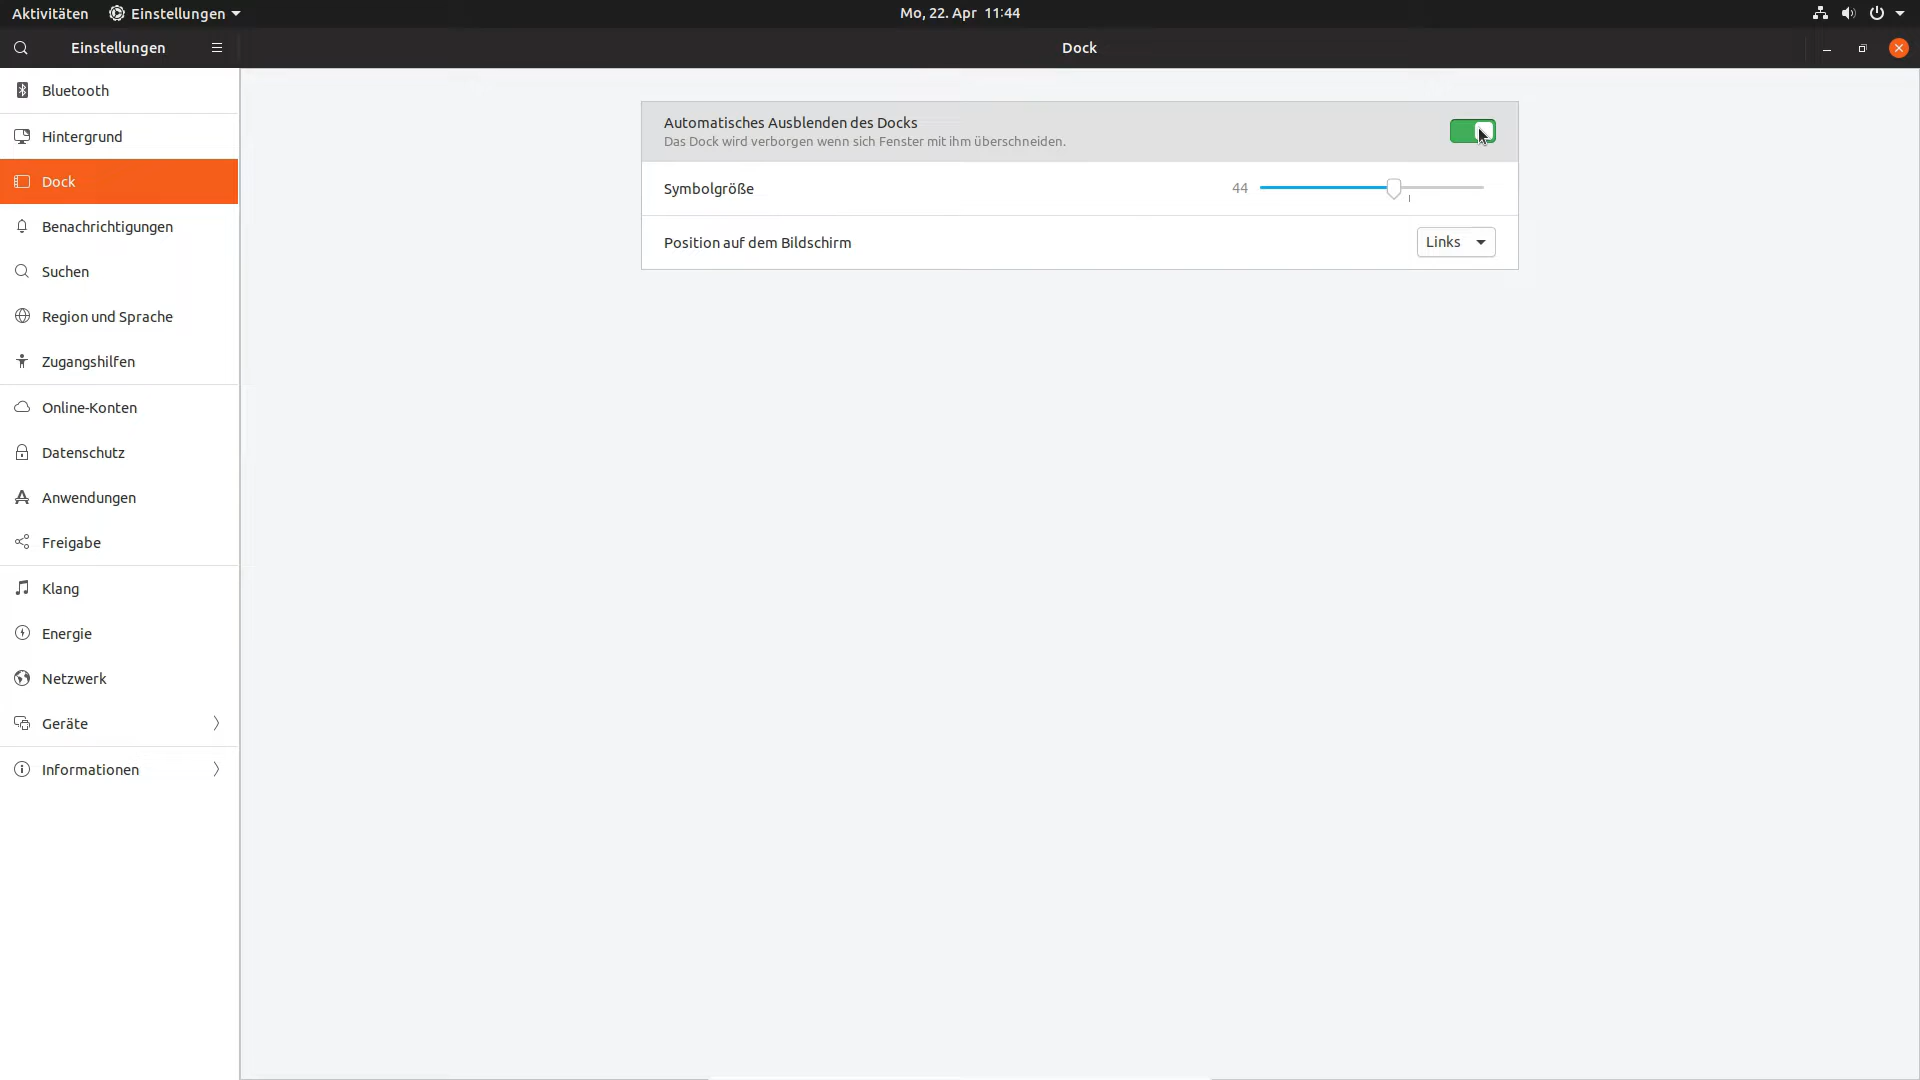 Aktivitäten
Einstellungen
Mo, 22. Apr 11:44
Einstellungen
Dock
Bluetooth
Hintergrund
Dock
Benachrichtigungen
Suchen
Region und Sprache
Zugangshilfen
Online-Konten
Datenschutz
Anwendungen
Freigabe
Klang
Energie
Netzwerk
Geräte
Informationen
Automatisches Ausblenden des Docks
Das Dock wird verborgen wenn sich Fenster mit ihm überschneiden.
Symbolgröße 44
Position auf dem Bildschirm Links